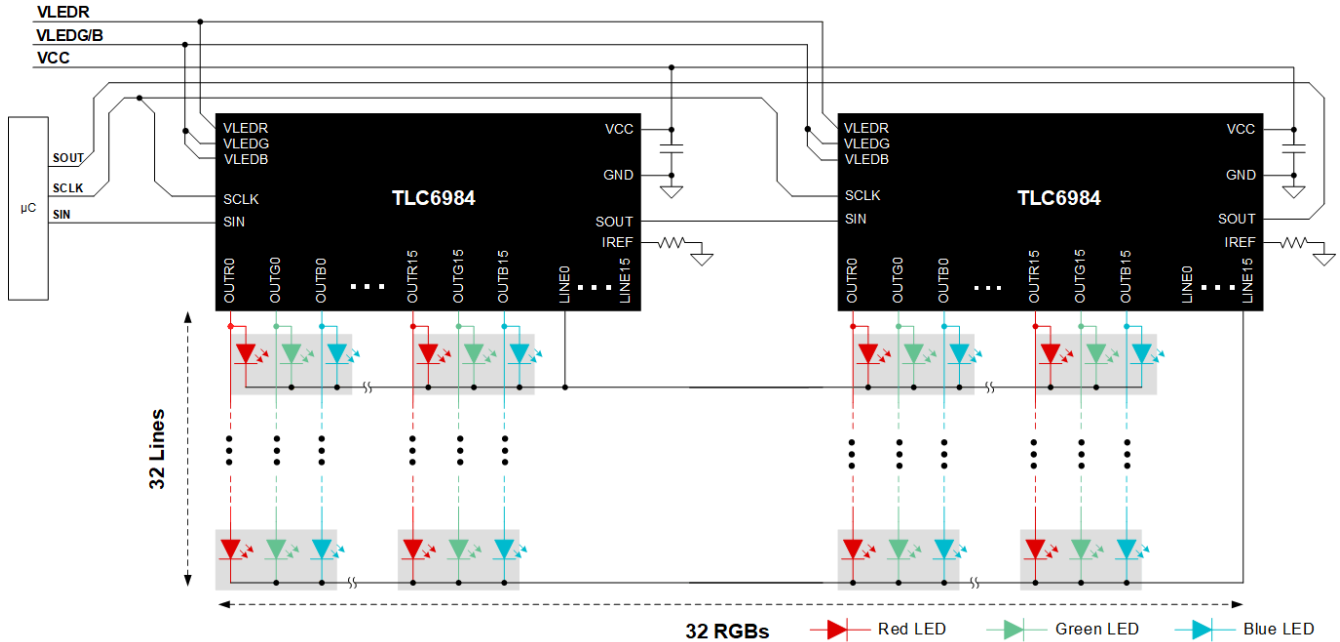 VLEDR
VLEDG/B
VCC
µC
SOUT
SCLK
SIN
VLEDR
VLEDG
VLEDB
SCLK
SIN
TLC6984
VCC
GND
SOUT
IREF
OUTR0
OUTG0
OUTB0
OUTR15
OUTG15
OUTB15
LINE0
LINE15
VLEDR
VLEDG
VLEDB
SCLK
SIN
TLC6984
VCC
GND
SOUT
IREF
OUTR0
OUTG0
OUTB0
OUTR15
OUTG15
OUTB15
LINE0
LINE15
32 Lines
32 RGBs
Red LED
Green LED
Blue LED